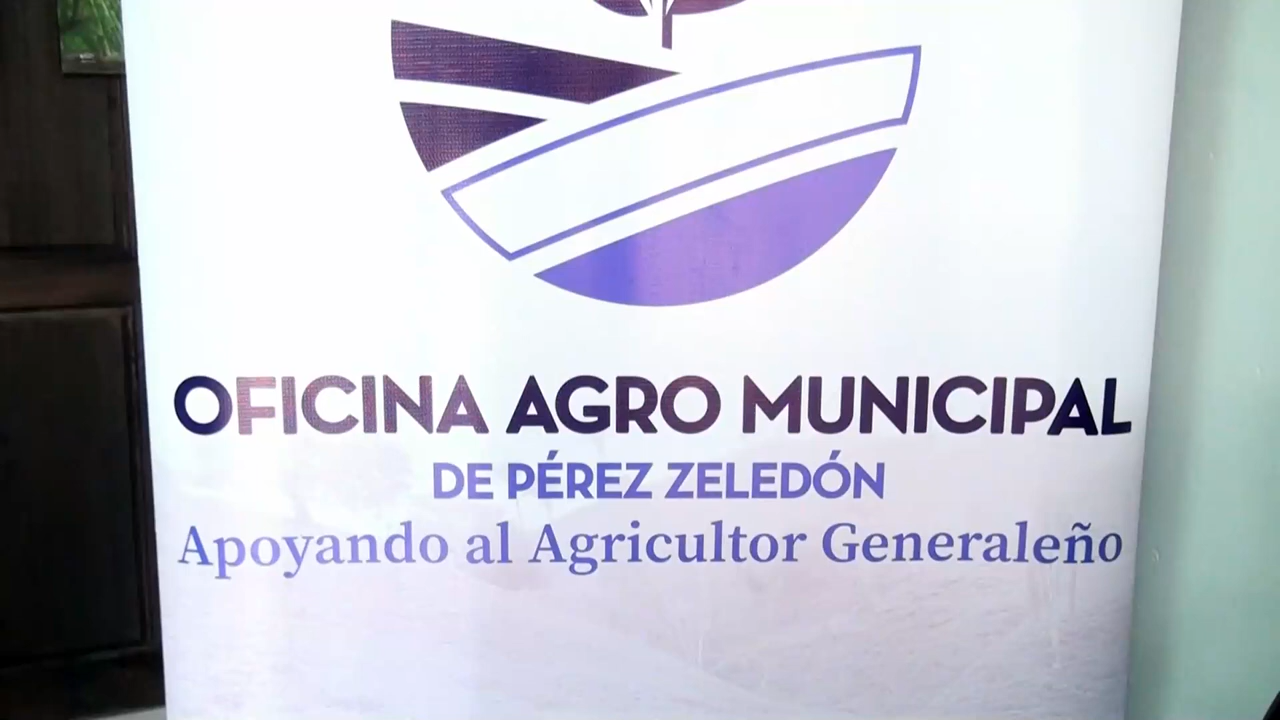 OFICINA AGRO MUNICIPAL
DE PÉREZ ZELEDÓN
Apoyando al Agricultor Generaleño